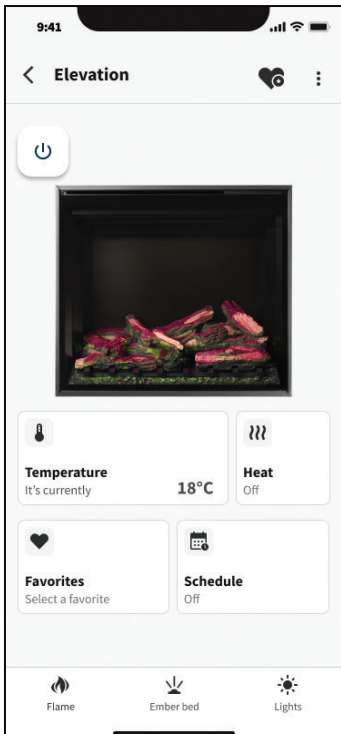 9:41
Elevation
Temperature
It's currently
18°C
Heat
Off
Favorites
Select a favorite
Schedule
Off
Flame
Ember bed
Lights